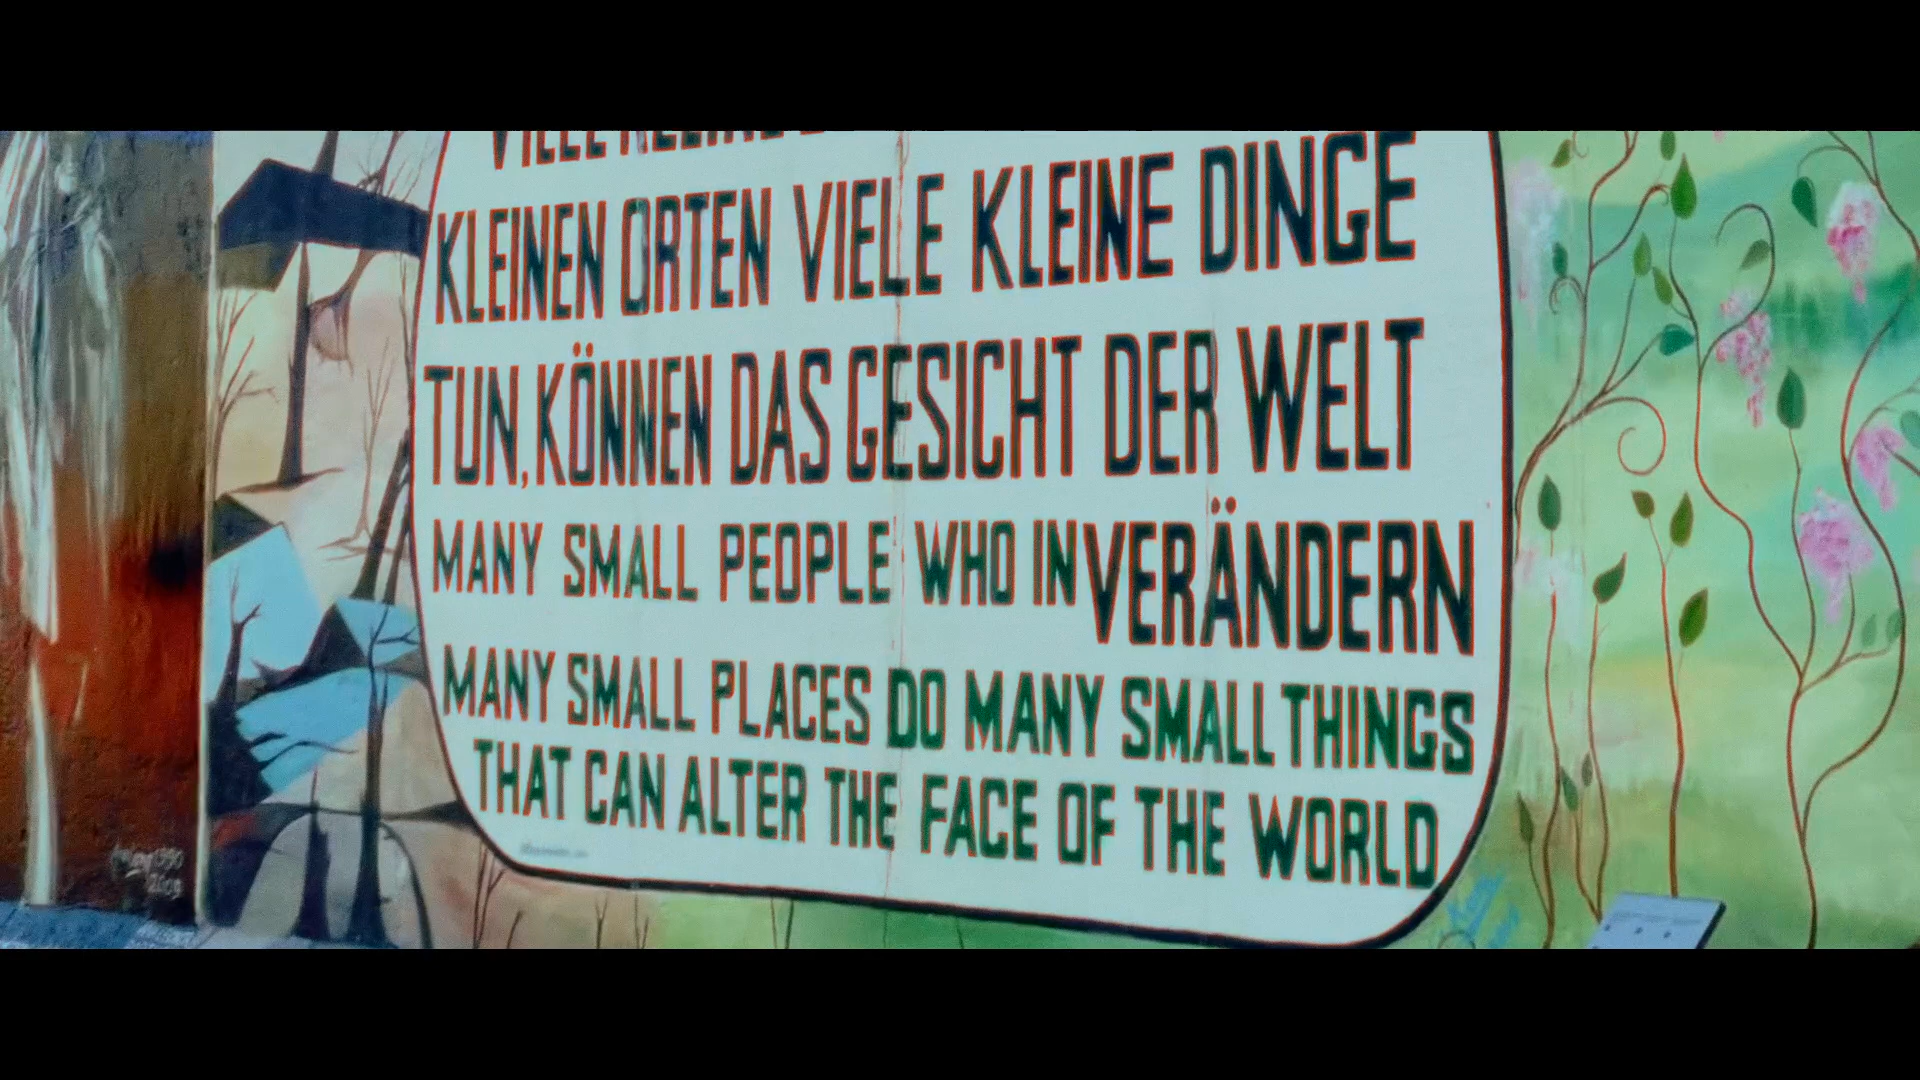 KLEINEN ORTEN VIELE KLEINE DINGE
TUN, KÖNNEN DAS GESICHT DER WELT
VERÄNDERN
MANY SMALL PEOPLE WHO IN
MANY SMALL PLACES DO MANY SMALL THINGS
THAT CAN ALTER THE FACE OF THE WORLD
2009